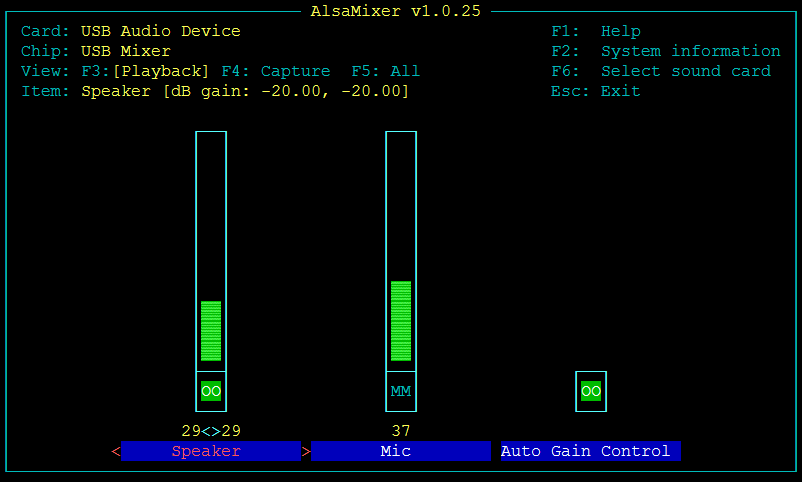 AlsaMixer v1.0.25
Card: USB Audio Device F1: Help
Chip: USB Mixer F2: System information
View: F3:[Playback] F4: Capture F5: All F6: Select sound card
Item: Speaker [dB gain: -20.00, -20.00] Esc: Exit
OO MM OO
29<>29 37
< Speaker > Mic Auto Gain Control